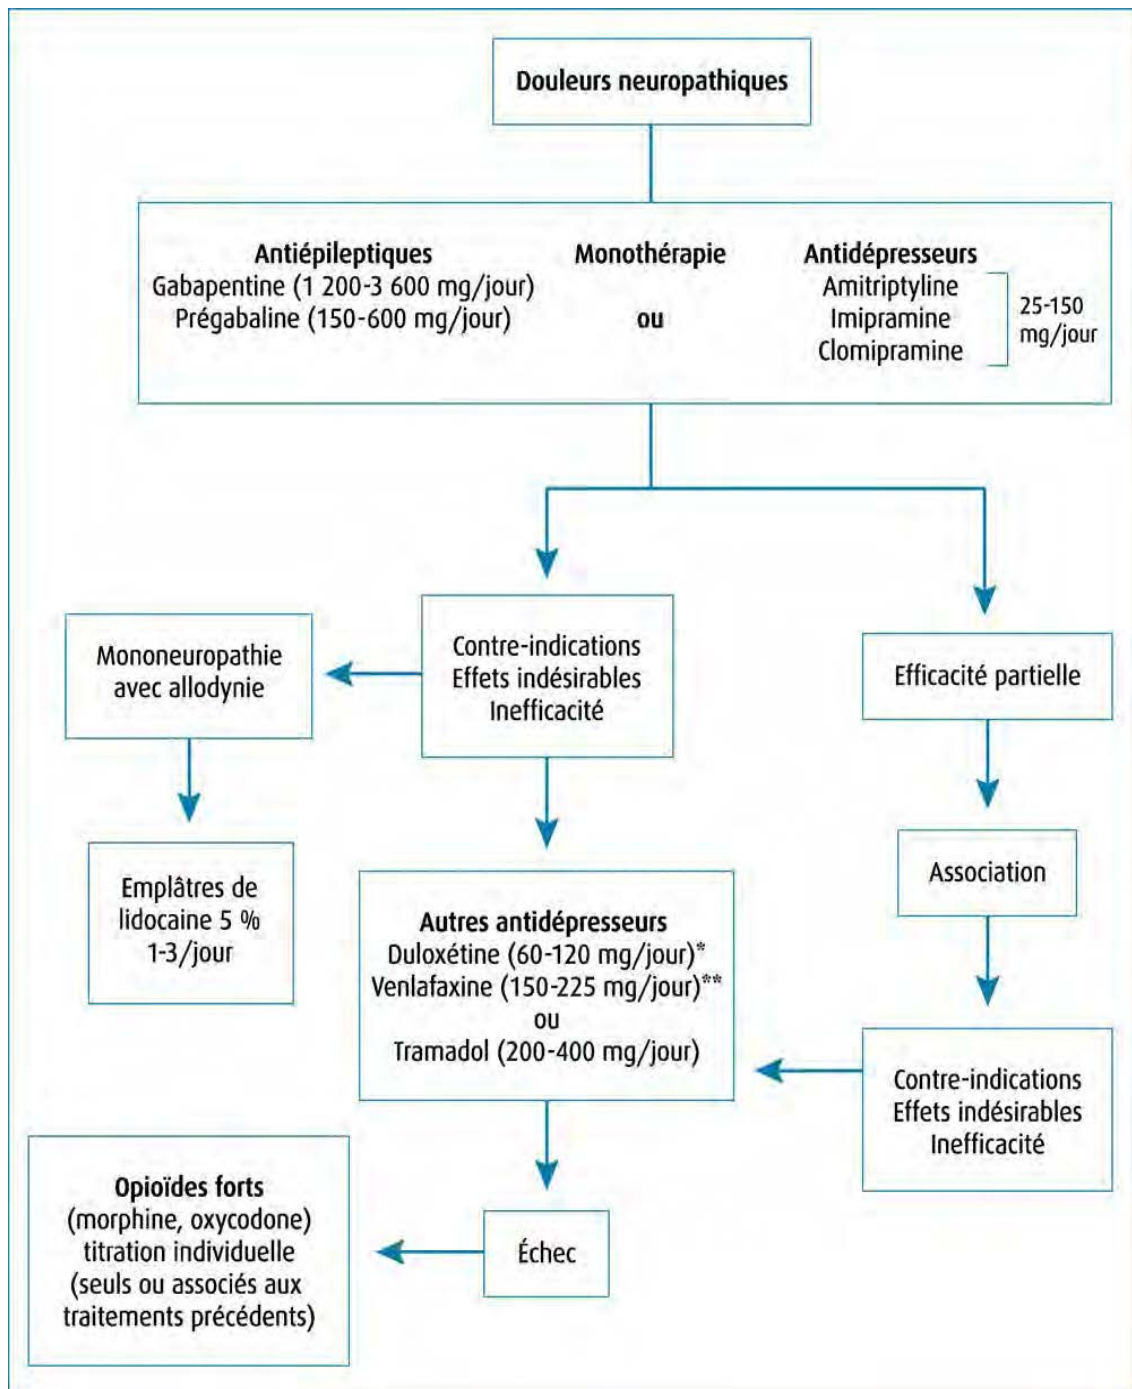 Douleurs neuropathiques
Antiépileptiques
Gabapentine (1 200-3 600 mg/jour)
Prégabaline (150-600 mg/jour)
Monothérapie
ou
Antidépresseurs
Amitriptyline
Imipramine
Clomipramine
25-150
mg/jour
Contre-indications
Effets indésirables
Inefficacité
Mononeuropathie
avec allodynie
Emplâtres de
lidocaine 5 %
1-3/jour
Efficacité partielle
Association
Contre-indications
Effets indésirables
Inefficacité
Autres antidépresseurs
Duloxétine (60-120 mg/jour)*
Venlafaxine (150-225 mg/jour)**
ou
Tramadol (200-400 mg/jour)
Échec
Opioïdes forts
(morphine, oxycodone)
titration individuelle
(seuls ou associés aux
traitements précédents)